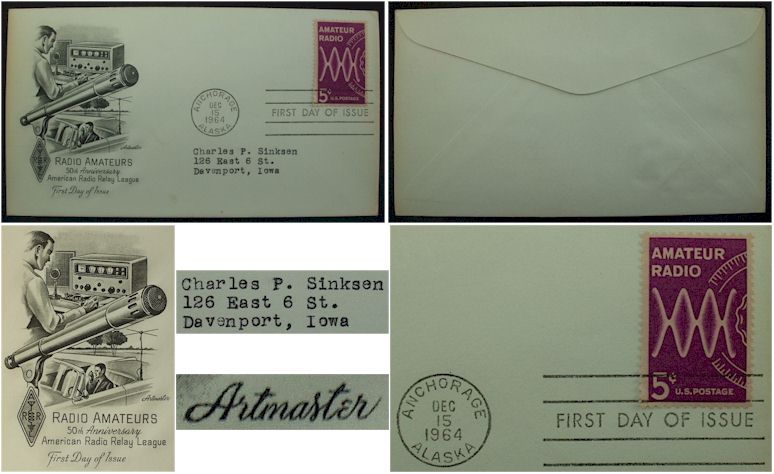 AMATEUR
RADIO
5¢ U.S. POSTAGE
ANCHORAGE
DEC
15
1964
ALASKA
FIRST DAY OF ISSUE
Artmaster
A
R R
L
RADIO AMATEURS
50th Anniversary
American Radio Relay League
First Day of Issue
Charles P. Sinksen
126 East 6 St.
Davenport, Iowa
AMATEUR
RADIO
5¢ U.S. POSTAGE
Artmaster
A
R R
L
RADIO AMATEURS
50th Anniversary
American Radio Relay League
First Day of Issue
Charles P. Sinksen
126 East 6 St.
Davenport, Iowa
Artmaster
ANCHORAGE
DEC
15
1964
ALASKA
FIRST DAY OF ISSUE